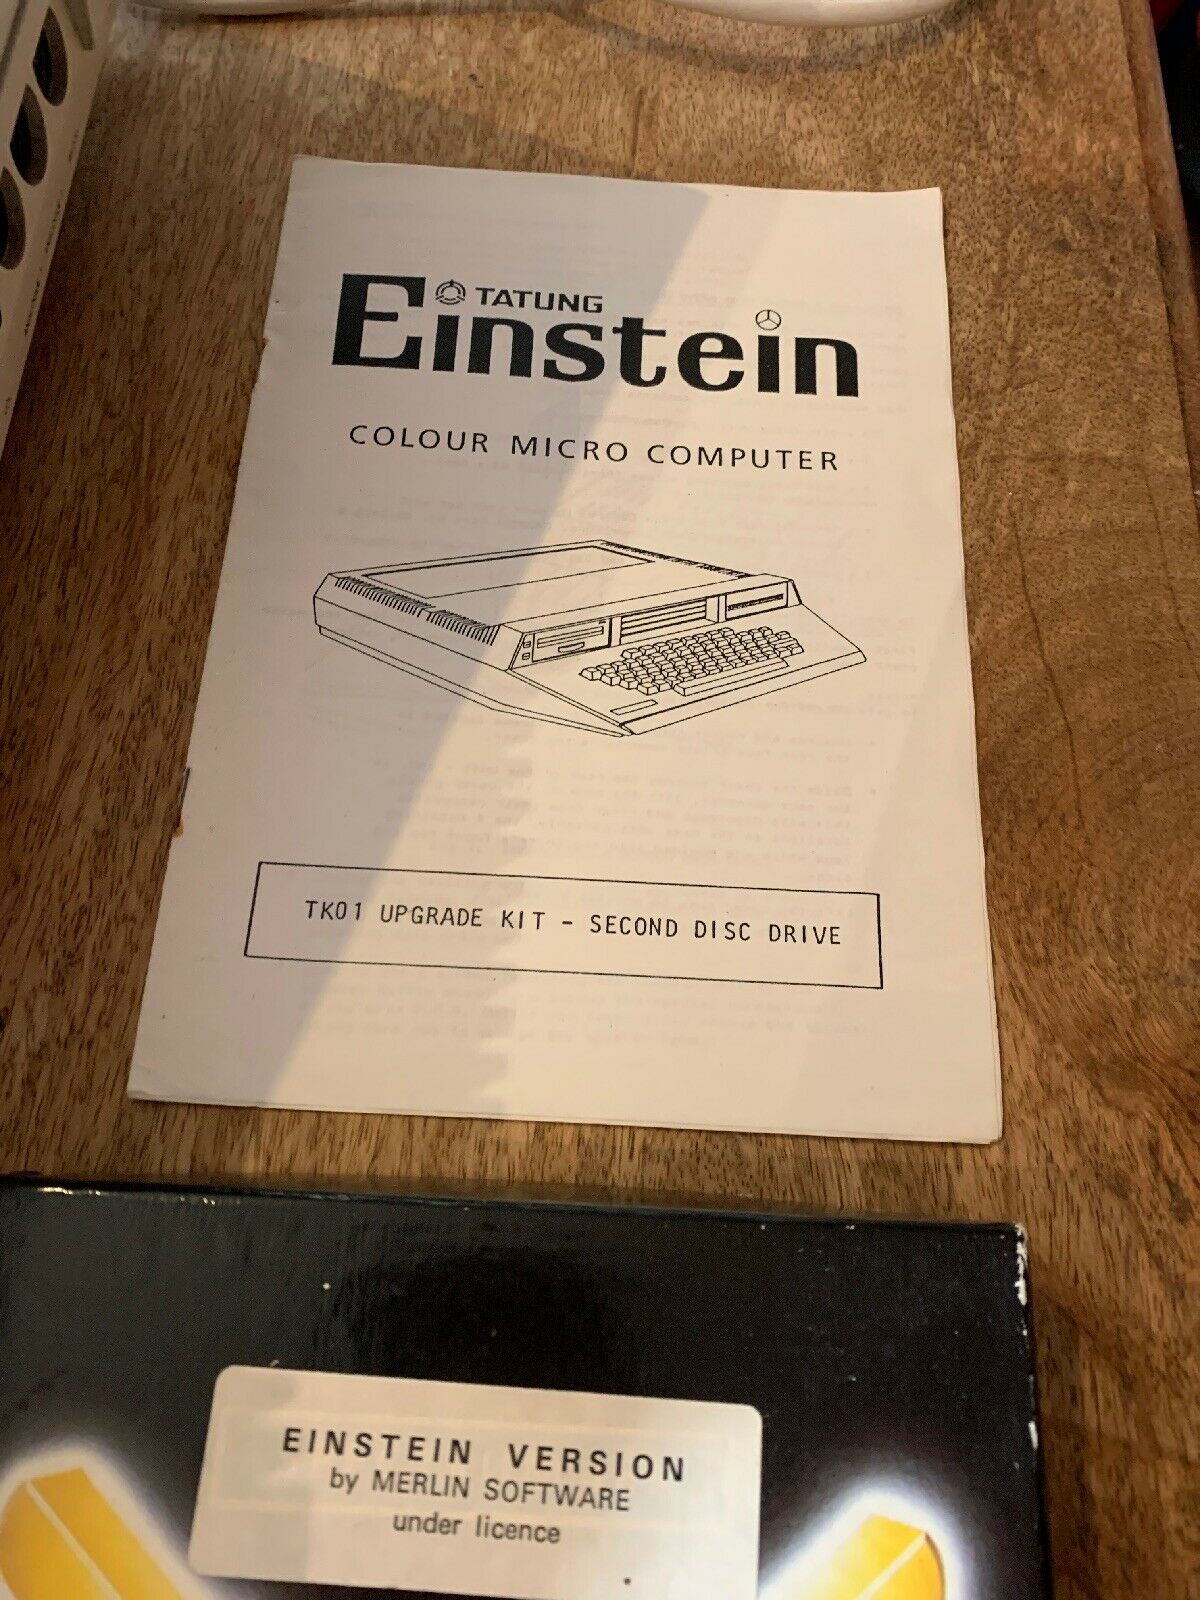 TATUNG
Einstein
COLOUR MICRO COMPUTER
TK01 UPGRADE KIT - SECOND DISC DRIVE
EINSTEIN VERSION
by MERLIN SOFTWARE
under licence